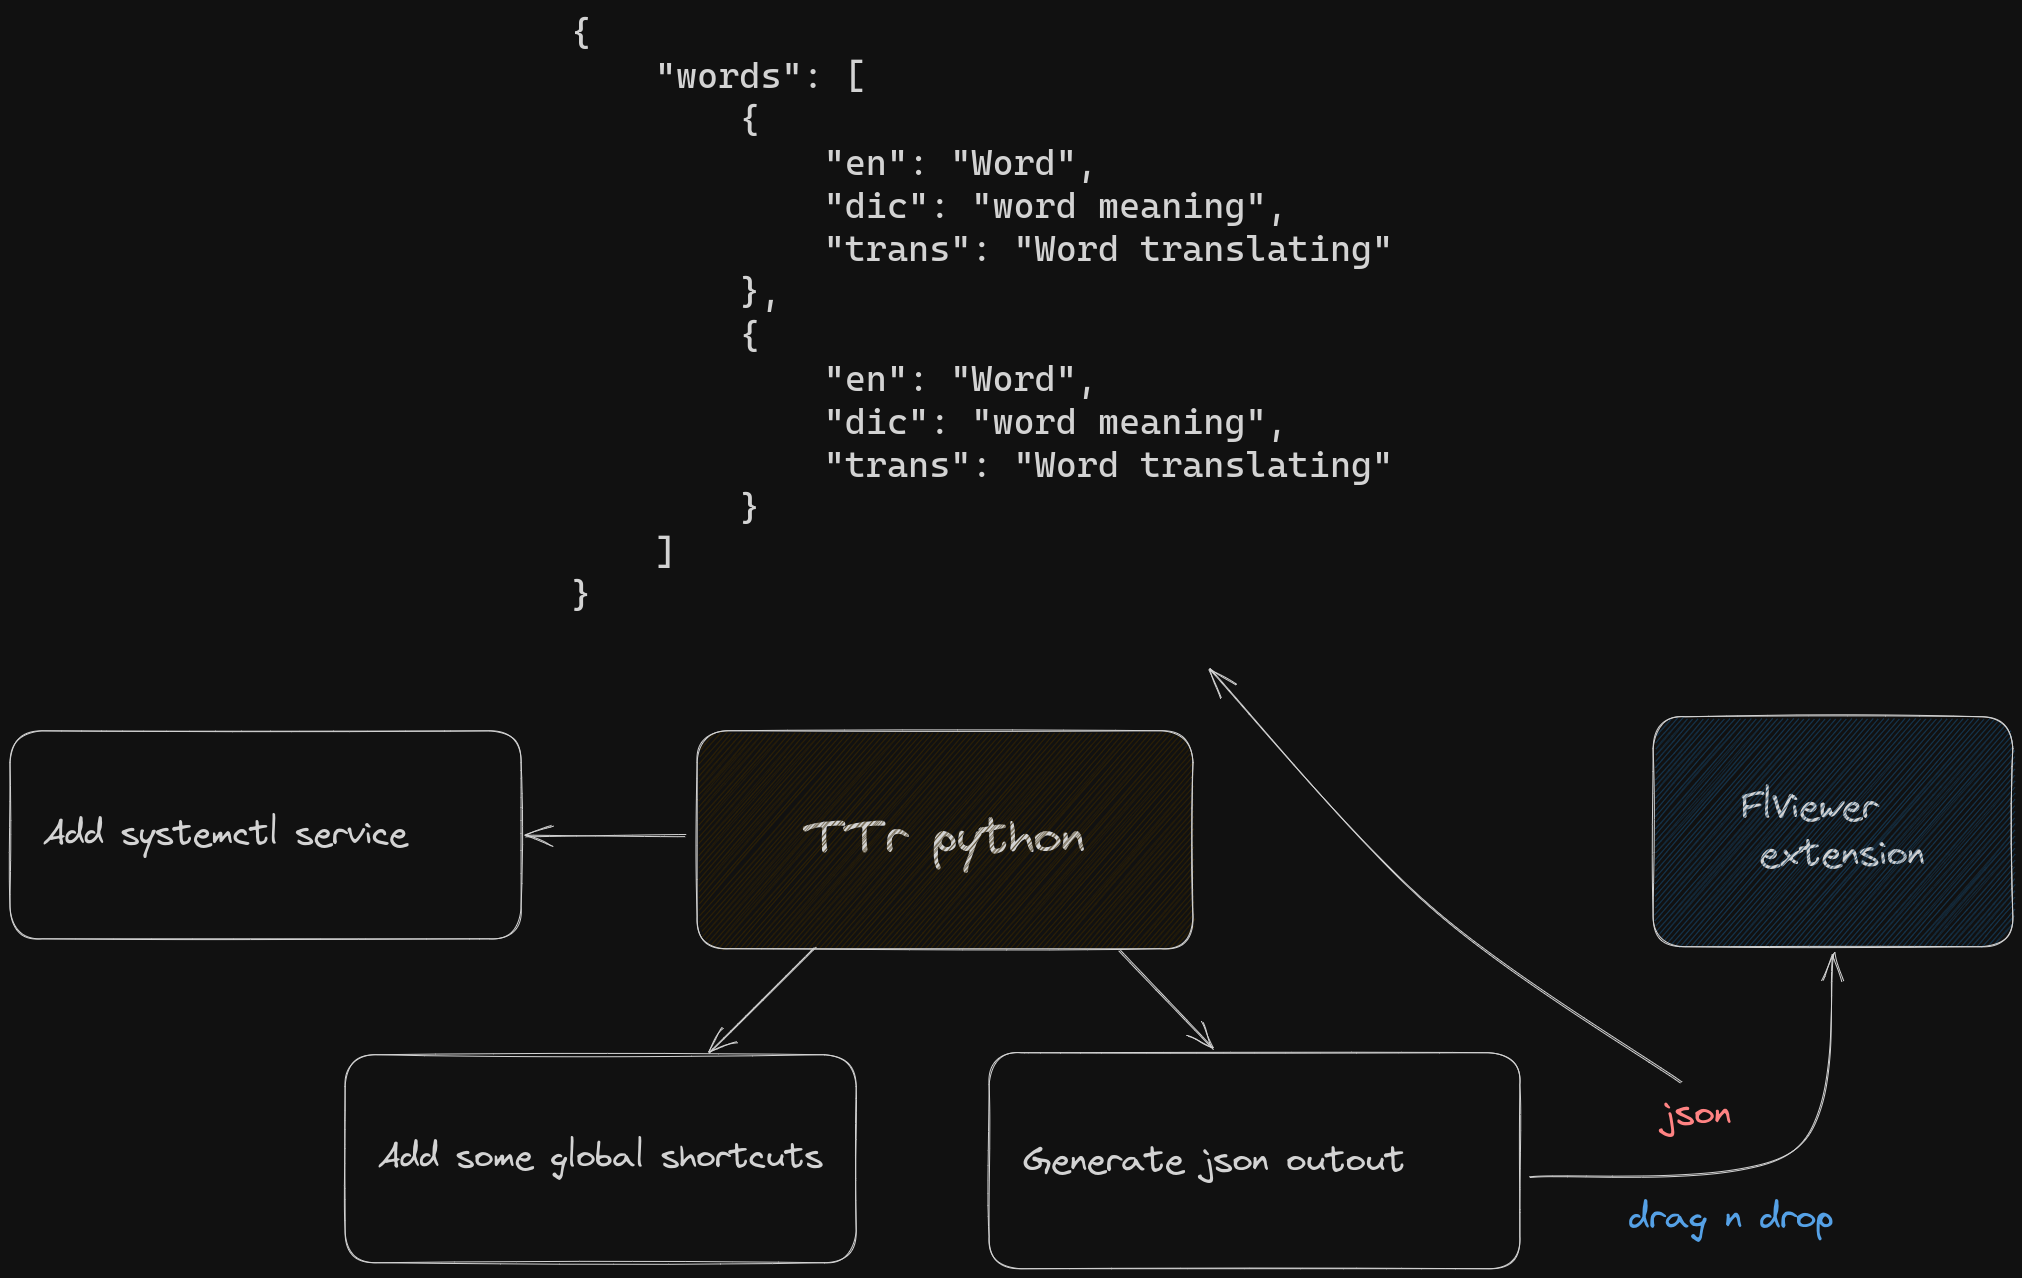 {
"words": [
{
"en": "Word",
"dic": "word meaning",
"trans": "Word translating"
},
{
"en": "Word",
"dic": "word meaning",
"trans": "Word translating"
}
]
}
Add systemctl service
TTr python
FlViewer
extension
Add some global shortcuts
Generate json outout
json
drag n drop